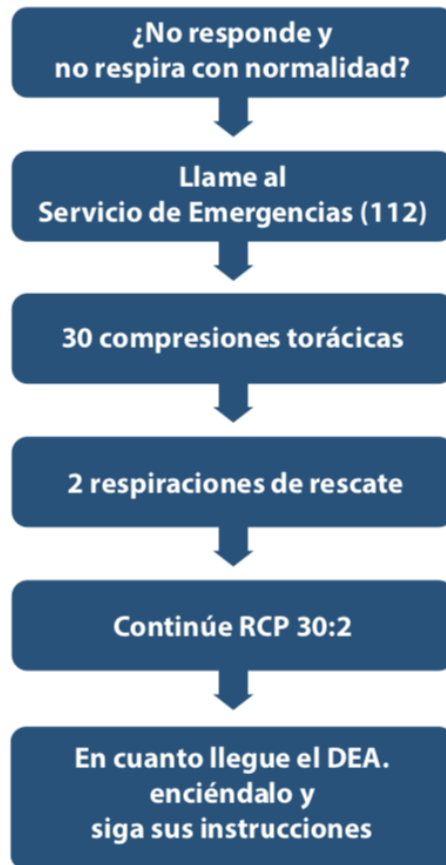 ¿No responde y
no respira con normalidad?
Llame al
Servicio de Emergencias (112)
30 compresiones torácicas
2 respiraciones de rescate
Continúe RCP 30:2
En cuanto llegue el DEA.
enciéndalo y
siga sus instrucciones